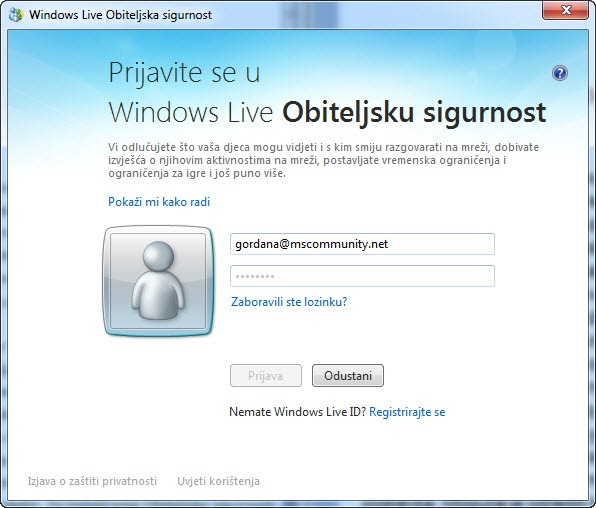 Windows Live Obiteljska sigurnost
Prijavite se u
Windows Live Obiteljsku sigurnost
Vi odlučujete što vaša djeca mogu vidjeti i s kim smiju razgovarati na mreži, dobivate
izvješća o njihovim aktivnostima na mreži, postavljate vremenska ograničenja i
ograničenja za igre i još puno više.
Pokaži mi kako radi
gordana@mscommunity.net
Zaboravili ste lozinku?
Prijava Odustani
Nemate Windows Live ID? Registrirajte se
Izjava o zaštiti privatnosti Uvjeti korištenja